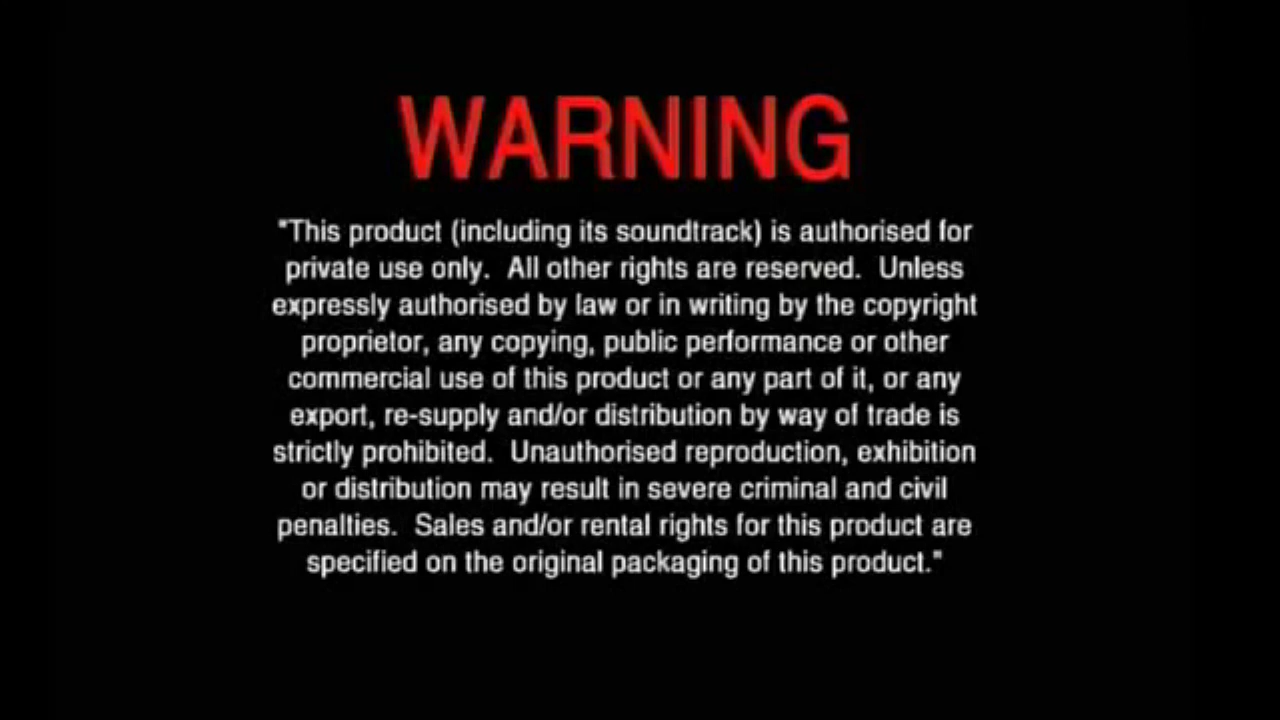 WARNING
"This product (including its soundtrack) is authorised for
private use only.  All other rights are reserved.  Unless
expressly authorised by law or in writing by the copyright
proprietor, any copying, public performance or other
commercial use of this product or any part of it, or any
export, re-supply and/or distribution by way of trade is
strictly prohibited.  Unauthorised reproduction, exhibition
or distribution may result in severe criminal and civil
penalties.  Sales and/or rental rights for this product are
specified on the original packaging of this product."